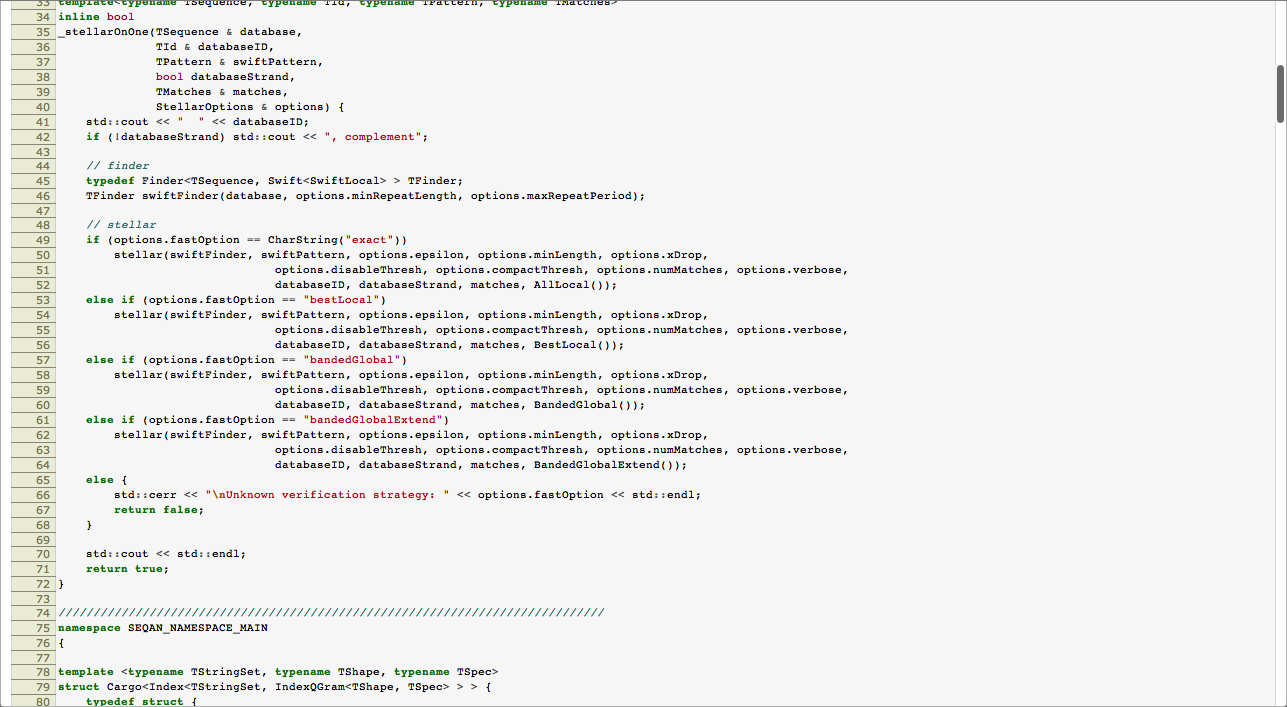 33 template<typename TSequence, typename TId, typename TPattern, typename TMatches>
34 inline bool
35 _stellarOnOne(TSequence & database,
36               TId & databaseID,
37               TPattern & swiftPattern,
38               bool databaseStrand,
39               TMatches & matches,
40               StellarOptions & options) {
41     std::cout << "  " << databaseID;
42     if (!databaseStrand) std::cout << ", complement";
43
44     // finder
45     typedef Finder<TSequence, Swift<SwiftLocal> > TFinder;
46     TFinder swiftFinder(database, options.minRepeatLength, options.maxRepeatPeriod);
47
48     // stellar
49     if (options.fastOption == CharString("exact"))
50         stellar(swiftFinder, swiftPattern, options.epsilon, options.minLength, options.xDrop,
51                                options.disableThresh, options.compactThresh, options.numMatches, options.verbose,
52                                databaseID, databaseStrand, matches, AllLocal());
53     else if (options.fastOption == "bestLocal")
54         stellar(swiftFinder, swiftPattern, options.epsilon, options.minLength, options.xDrop,
55                                options.disableThresh, options.compactThresh, options.numMatches, options.verbose,
56                                databaseID, databaseStrand, matches, BestLocal());
57     else if (options.fastOption == "bandedGlobal")
58         stellar(swiftFinder, swiftPattern, options.epsilon, options.minLength, options.xDrop,
59                                options.disableThresh, options.compactThresh, options.numMatches, options.verbose,
60                                databaseID, databaseStrand, matches, BandedGlobal());
61     else if (options.fastOption == "bandedGlobalExtend")
62         stellar(swiftFinder, swiftPattern, options.epsilon, options.minLength, options.xDrop,
63                                options.disableThresh, options.compactThresh, options.numMatches, options.verbose,
64                                databaseID, databaseStrand, matches, BandedGlobalExtend());
65     else {
66         std::cerr << "\nUnknown verification strategy: " << options.fastOption << std::endl;
67         return false;
68     }
69
70     std::cout << std::endl;
71     return true;
72 }
73
74 //////////////////////////////////////////////////////////////////////////////
75 namespace SEQAN_NAMESPACE_MAIN
76 {
77
78 template <typename TStringSet, typename TShape, typename TSpec>
79 struct Cargo<Index<TStringSet, IndexQGram<TShape, TSpec> > > {
80     typedef struct {